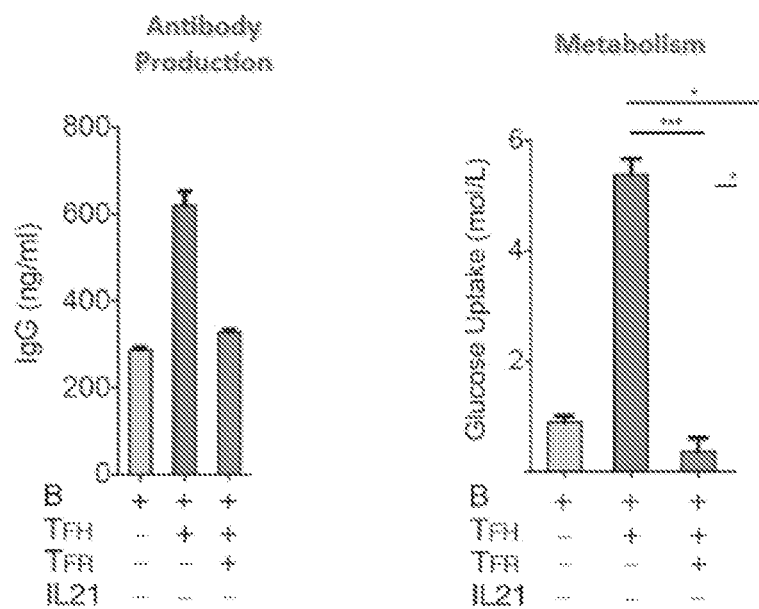 Antibody
Production
IgG (ng/ml)
800
600
400
200
0
B + + +
TFH - + +
TFR - - +
IL21 - - -
Metabolism
Glucose Uptake (mol/L)
*
***
*
6
4
2
B + + +
TFH - + +
TFR - - +
IL21 - - -